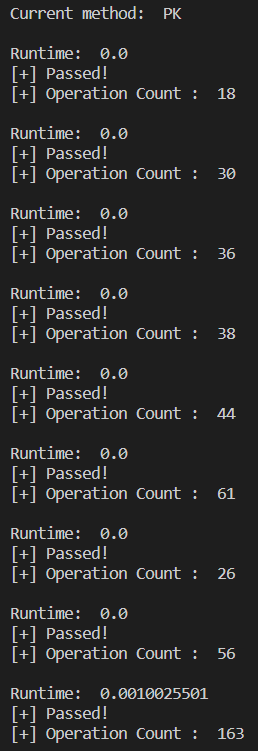 Current method:  PK
Runtime:  0.0
[+] Passed!
[+] Operation Count :  18
Runtime:  0.0
[+] Passed!
[+] Operation Count :  30
Runtime:  0.0
[+] Passed!
[+] Operation Count :  36
Runtime:  0.0
[+] Passed!
[+] Operation Count :  38
Runtime:  0.0
[+] Passed!
[+] Operation Count :  44
Runtime:  0.0
[+] Passed!
[+] Operation Count :  61
Runtime:  0.0
[+] Passed!
[+] Operation Count :  26
Runtime:  0.0
[+] Passed!
[+] Operation Count :  56
Runtime:  0.0010025501
[+] Passed!
[+] Operation Count :  163